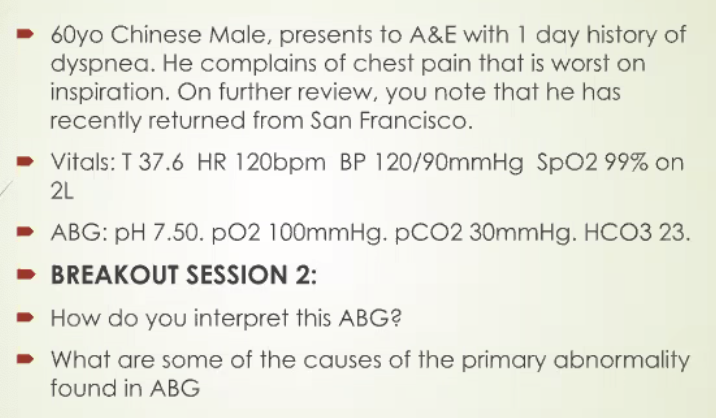 60yo Chinese Male, presents to A&E with 1 day history of
dyspnea. He complains of chest pain that is worst on
inspiration. On further review, you note that he has
recently returned from San Francisco.
Vitals: T 37.6 HR 120bpm BP 120/90mmHg SpO2 99% on
2L
ABG: pH 7.50. pO2 100mmHg. pCO2 30mmHg. HCO3 23.
BREAKOUT SESSION 2:
How do you interpret this ABG?
What are some of the causes of the primary abnormality
found in ABG